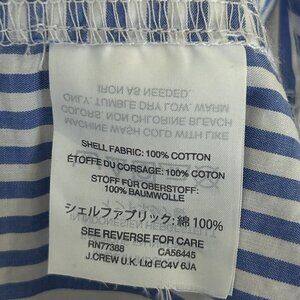 IRON AS NEEDED.
ONLY. TUMBLE DRY LOW. WARM
COLORS. NON CHLORINE BLEACH
MACHINE WASH COLD WITH LIKE
SHELL FABRIC: 100% COTTON
ÉTOFFE DU CORSAGE: 100% COTON
STOFF FÜR OBERSTOFF:
100% BAUMWOLLE
シェルファブリック: 綿 100%
SEE REVERSE FOR CARE
RN77388 CA56445
J.CREW U.K. Ltd EC4V 6JA